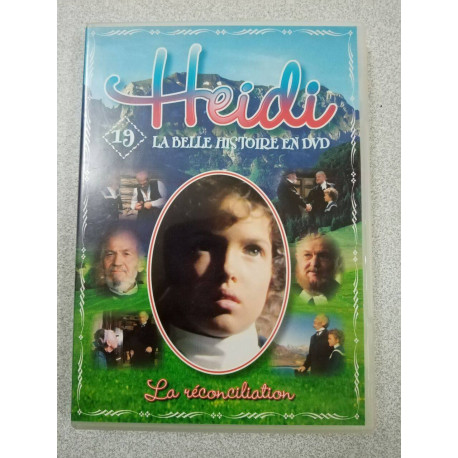 Heidi
19
LA BELLE HISTOIRE EN DVD
La réconciliation